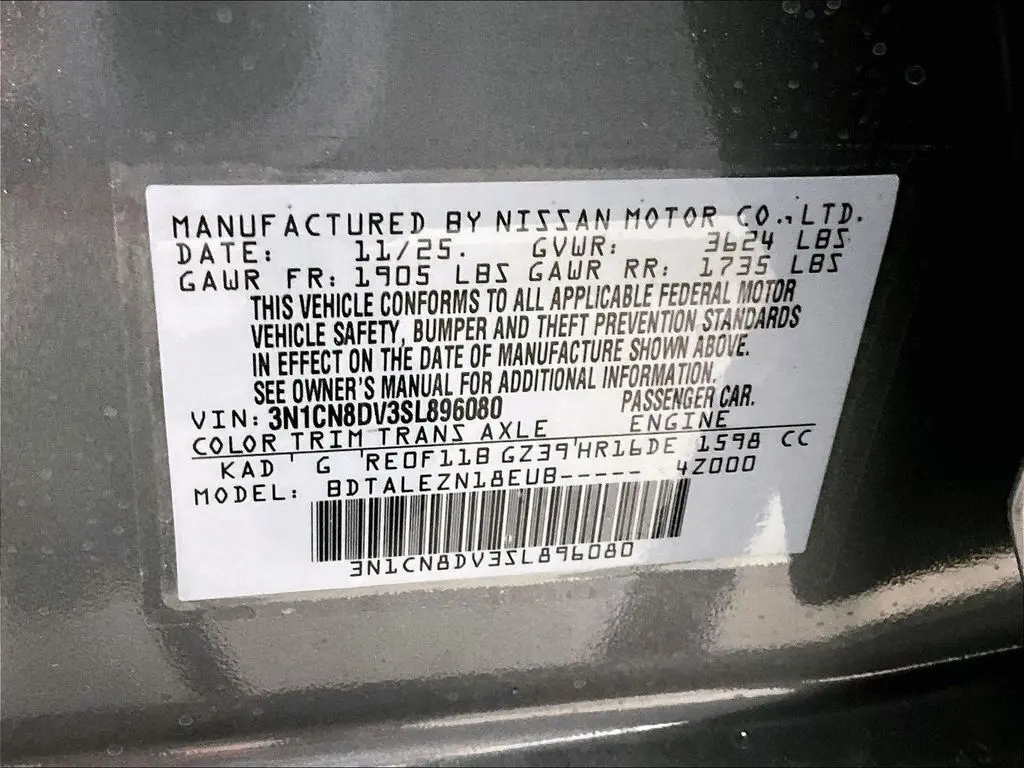 MANUFACTURED BY NISSAN MOTOR CO.,LTD.
DATE: 11/25. GVWR: 3624 LBS
GAWR FR: 1905 LBS GAWR RR: 1735 LBS
THIS VEHICLE CONFORMS TO ALL APPLICABLE FEDERAL MOTOR
VEHICLE SAFETY, BUMPER AND THEFT PREVENTION STANDARDS
IN EFFECT ON THE DATE OF MANUFACTURE SHOWN ABOVE.
SEE OWNER'S MANUAL FOR ADDITIONAL INFORMATION.
VIN: 3N1CN8DV3SL896080 PASSENGER CAR.
COLOR TRIM TRANS AXLE ENGINE
KAD ' G 'RE0F11B GZ39'HR16DE 1598 CC
MODEL: BDTALEZN18EUB----- 4Z000
3N1CN8DV3SL896080